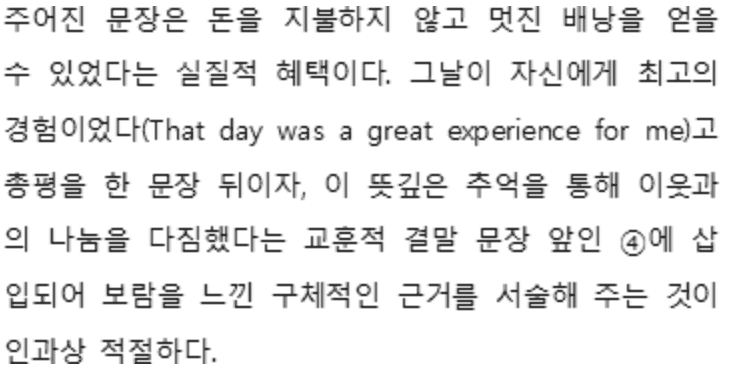 주어진 문장은 돈을 지불하지 않고 멋진 배낭을 얻을
수 있었다는 실질적 혜택이다. 그날이 자신에게 최고의
경험이었다(That day was a great experience for me)고
총평을 한 문장 뒤이자, 이 뜻깊은 추억을 통해 이웃과
의 나눔을 다짐했다는 교훈적 결말 문장 앞인 ④에 삽
입되어 보람을 느낀 구체적인 근거를 서술해 주는 것이
인과상 적절하다.